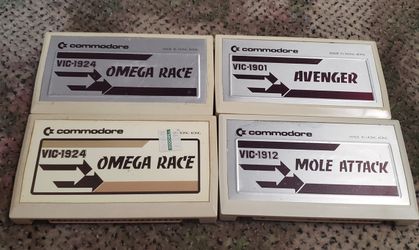 commodore
VIC-1924
OMEGA RACE
commodore
VIC-1901
AVENGER
commodore
VIC-1924
OMEGA RACE
commodore
VIC-1912
MOLE ATTACK